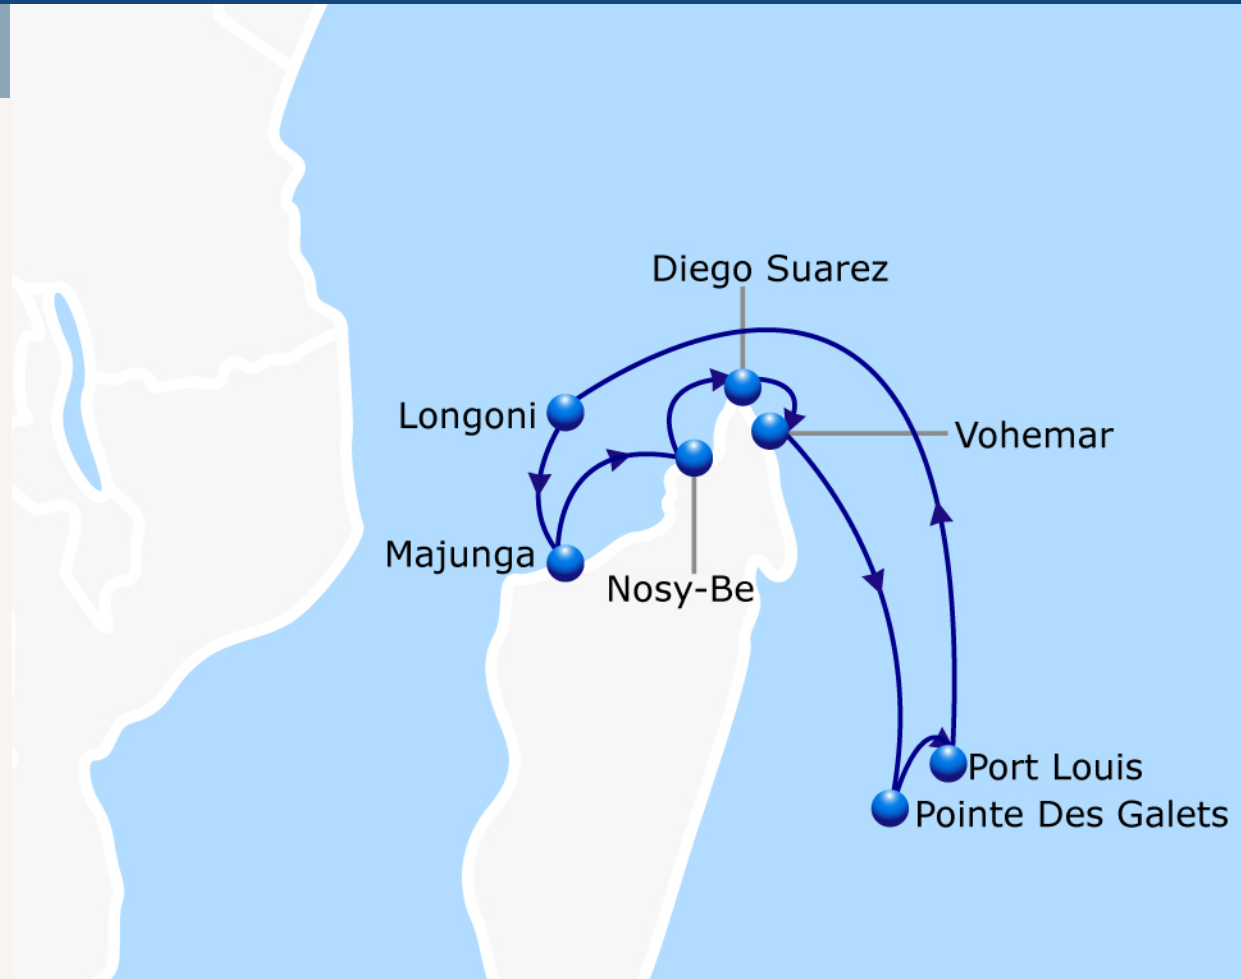 Diego Suarez
Longoni
Vohemar
Majunga
Nosy-Be
Port Louis
Pointe Des Galets